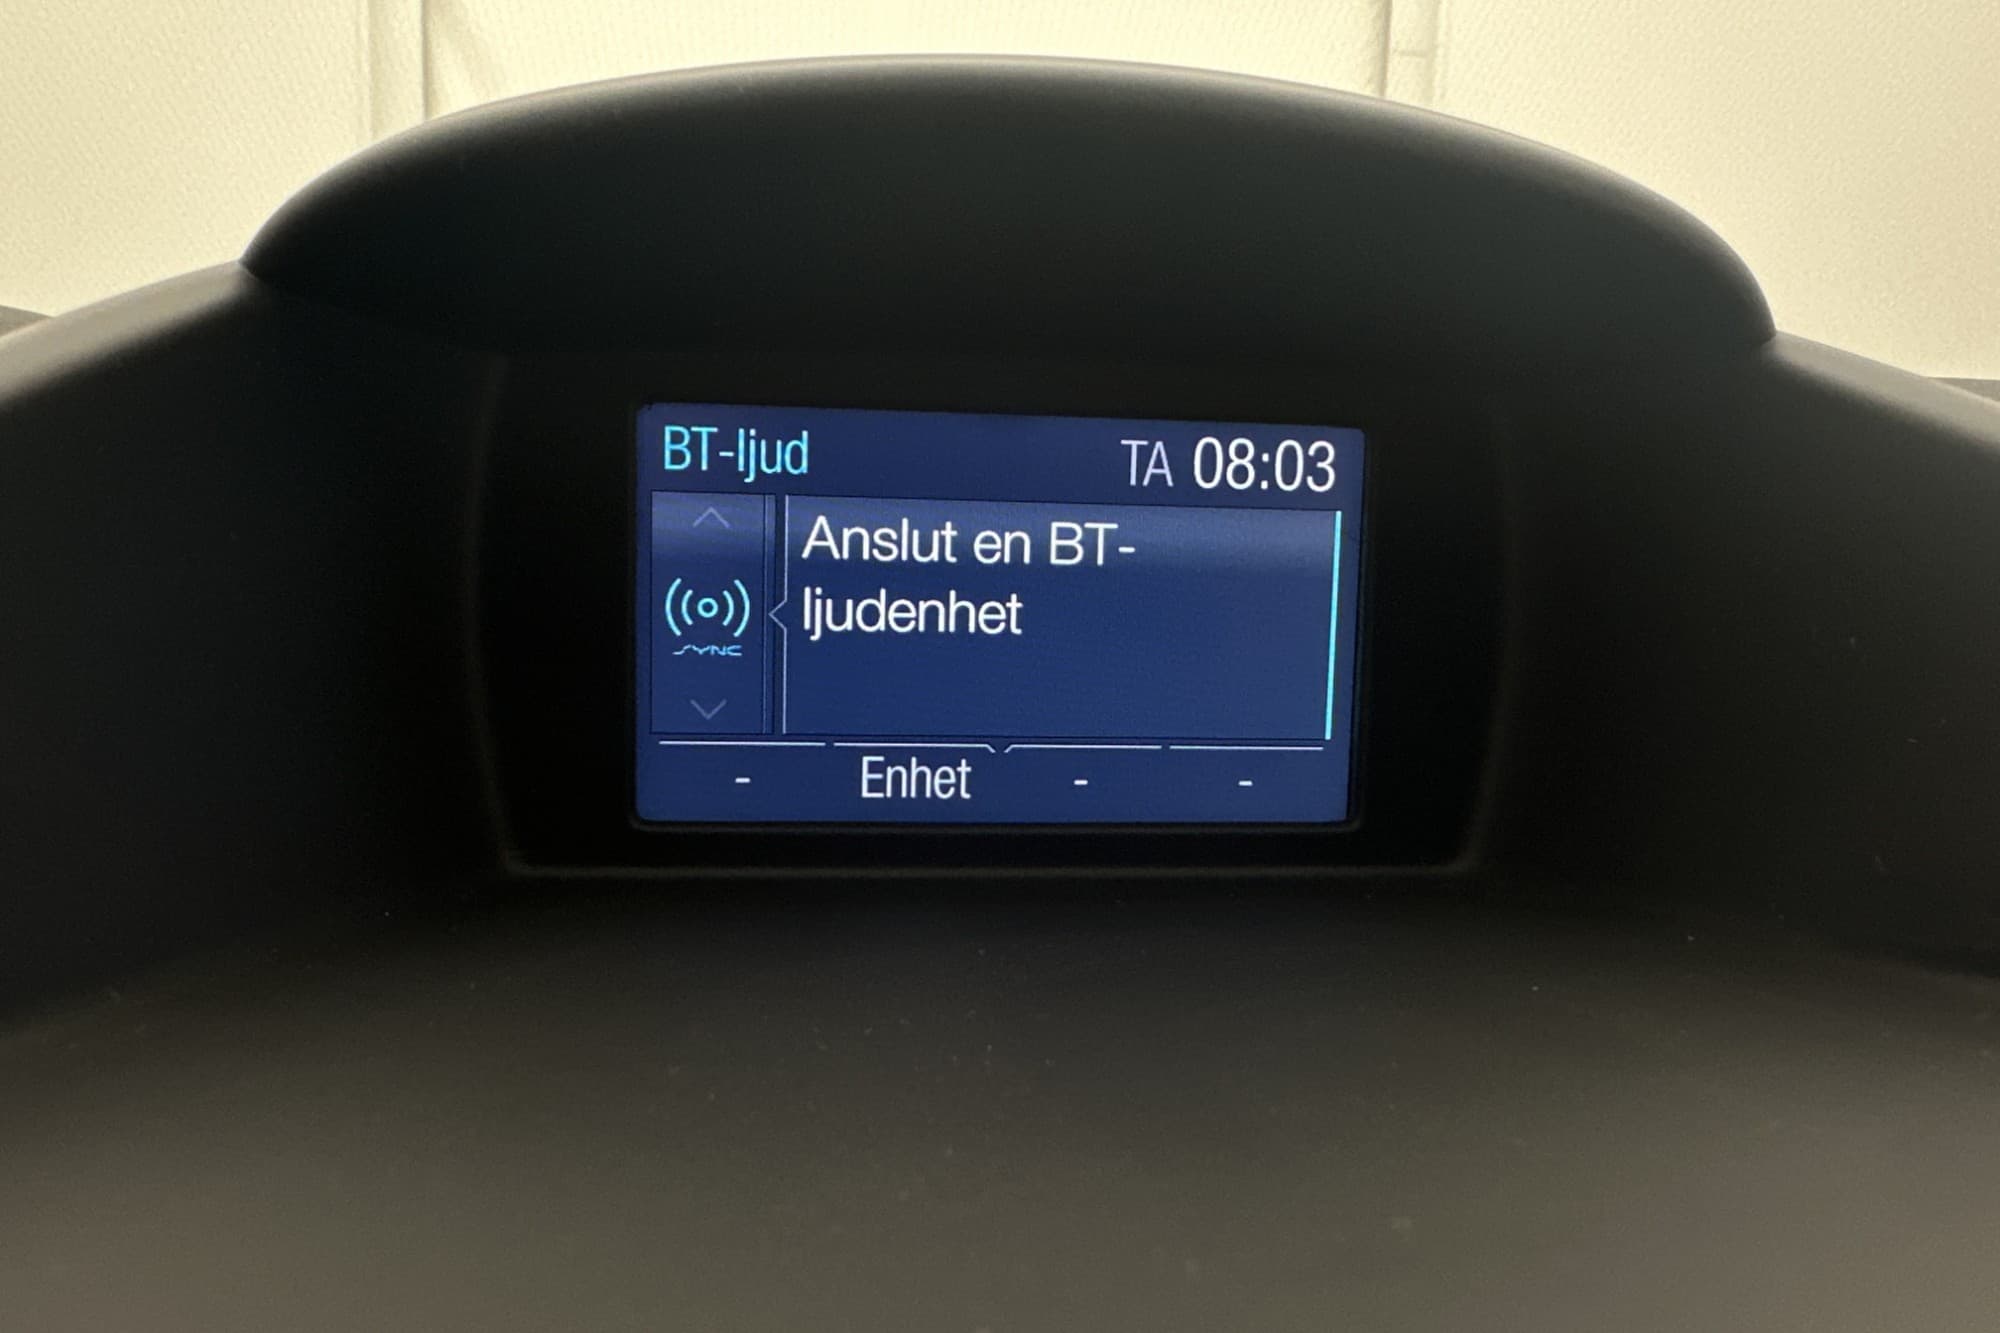 BT-ljud
TA 08:03
Anslut en BT-
ljudenhet
SYNC
- Enhet - -